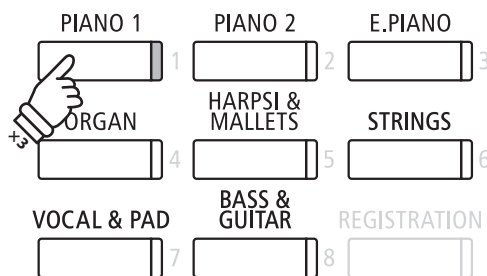 PIANO 1 PIANO 2 E.PIANO
1 2 3
×3
ORGAN HARPSI &
MALLETS STRINGS
4 5 6
VOCAL & PAD BASS &
GUITAR REGISTRATION
7 8